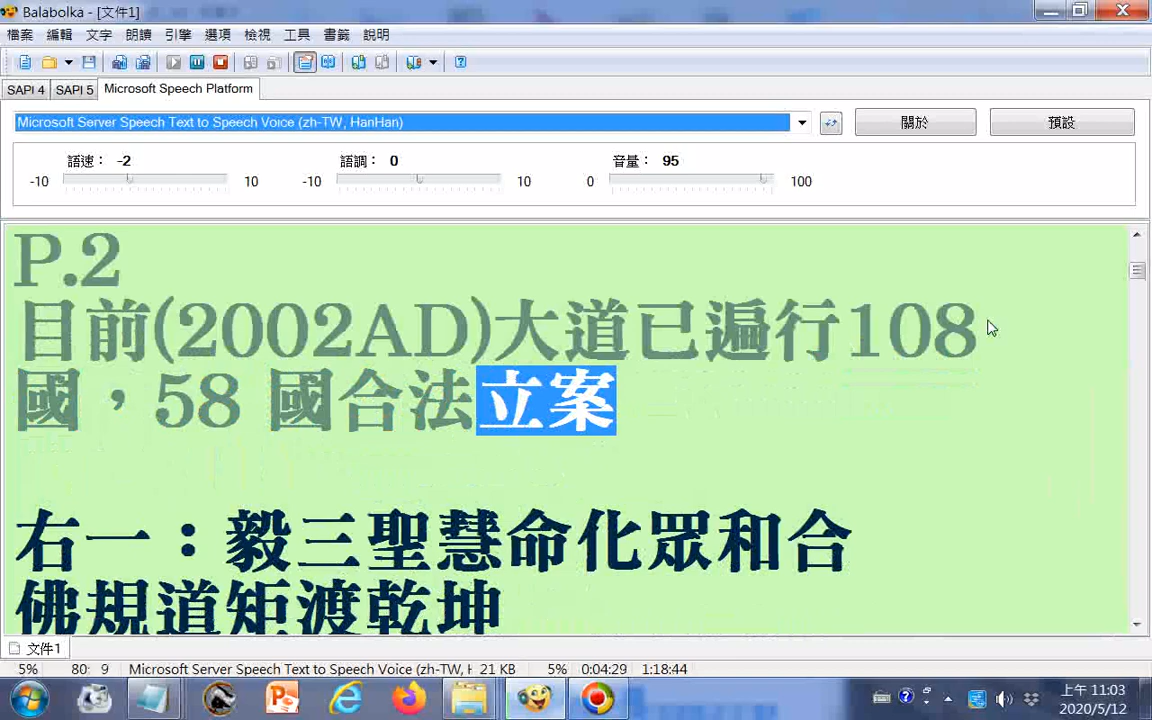 Balabolka - [文件1]
檔案 編輯 文字 朗讀 引擎 選項 檢視 工具 書籤 說明
SAPI 4 SAPI 5 Microsoft Speech Platform
Microsoft Server Speech Text to Speech Voice (zh-TW, HanHan) 關於 預設
語速： -2 語調： 0 音量： 95
-10 10 -10 10 0 100
P.2
目前(2002AD)大道已遍行108
國，58 國合法立案
右一：毅三聖慧命化眾和合
佛規道矩渡乾坤
文件1
5% 80: 9 Microsoft Server Speech Text to Speech Voice (zh-TW, H 21 KB 5% 0:04:29 1:18:44
上午 11:03
2020/5/12